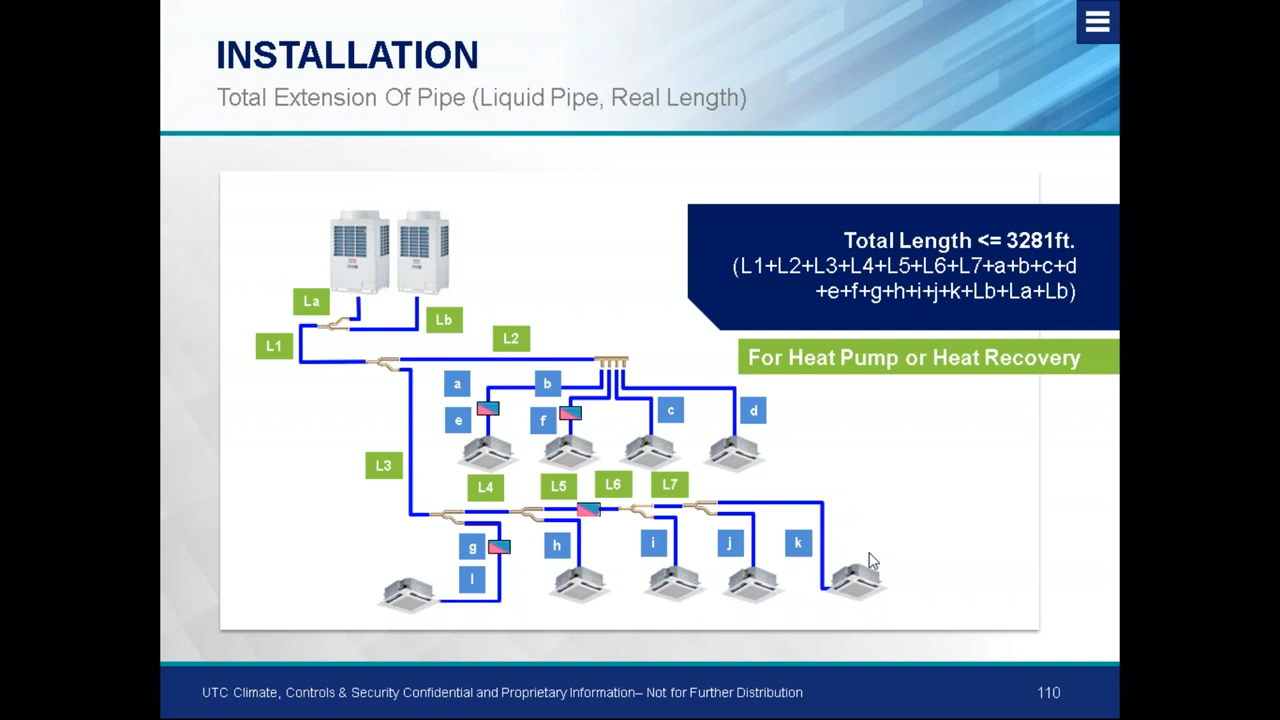 INSTALLATION
Total Extension Of Pipe (Liquid Pipe, Real Length)
Total Length <= 3281ft.
(L1+L2+L3+L4+L5+L6+L7+a+b+c+d
+e+f+g+h+i+j+k+Lb+La+Lb)
For Heat Pump or Heat Recovery
La
Lb
L1
L2
a
b
c
d
e
f
L3
L4
L5
L6
L7
g
h
i
j
k
l
UTC Climate, Controls & Security Confidential and Proprietary Information– Not for Further Distribution
110